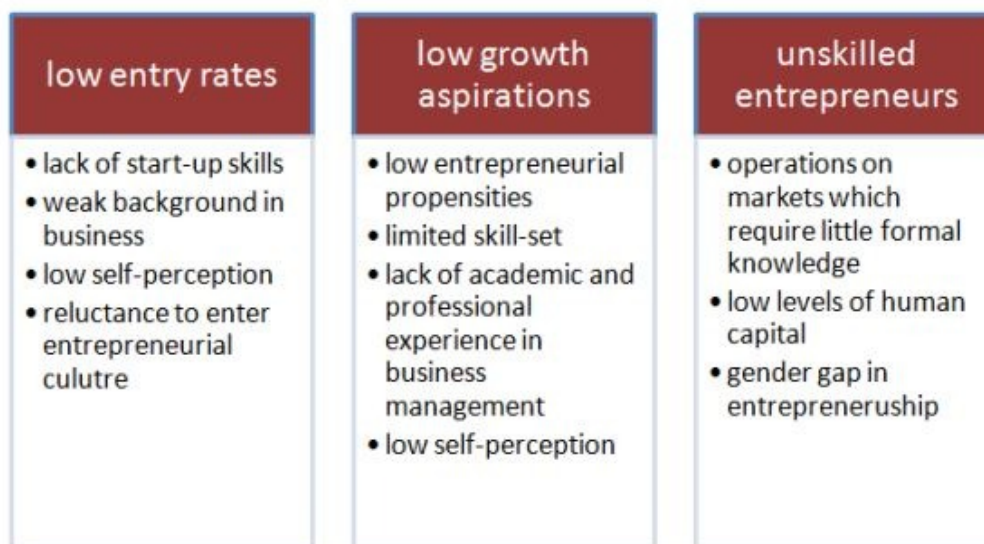 low entry rates
• lack of start-up skills
• weak background in
business
• low self-perception
• reluctance to enter
entrepreneurial
culutre
low growth
aspirations
• low entrepreneurial
propensities
• limited skill-set
• lack of academic and
professional
experience in
business
management
• low self-perception
unskilled
entrepreneurs
• operations on
markets which
require little formal
knowledge
• low levels of human
capital
• gender gap in
entrepreneruship